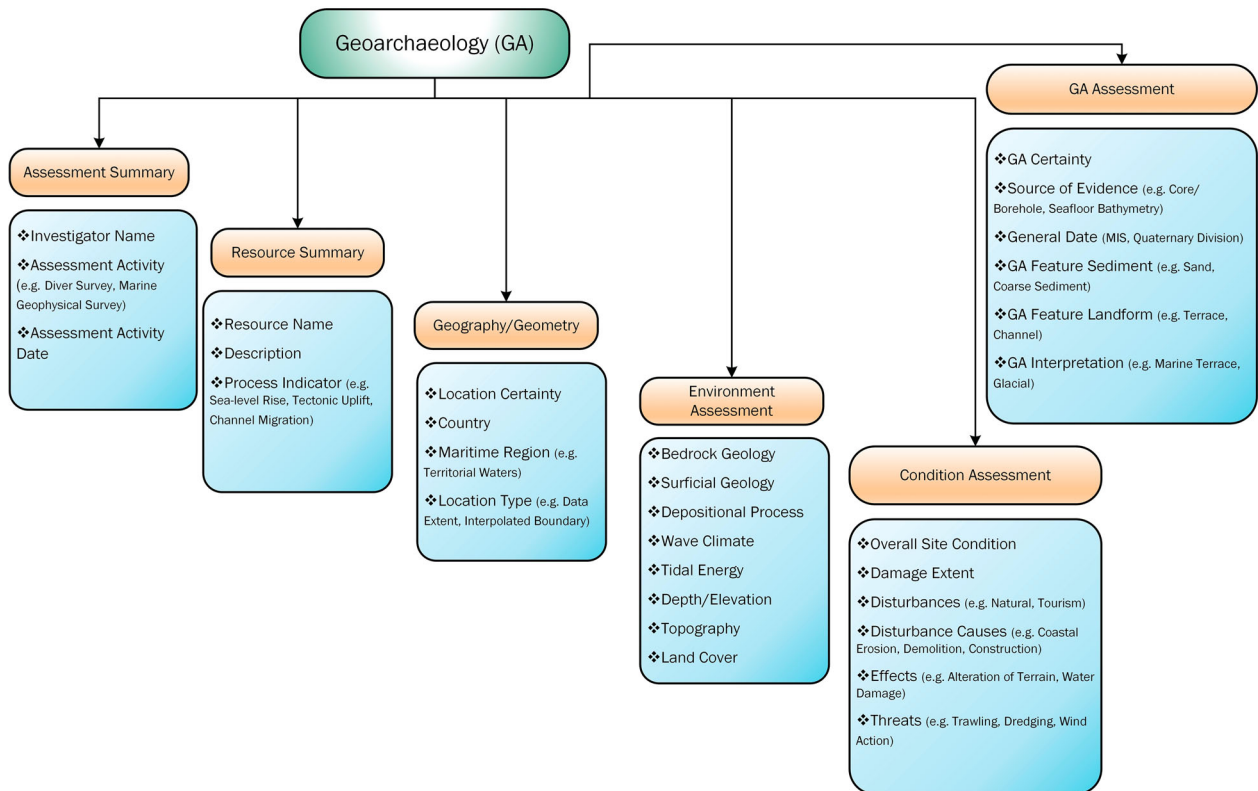 Geoarchaeology (GA)
Assessment Summary
❖Investigator Name
❖Assessment Activity
(e.g. Diver Survey, Marine
Geophysical Survey)
❖Assessment Activity
Date
Resource Summary
❖Resource Name
❖Description
❖Process Indicator (e.g.
Sea-level Rise, Tectonic Uplift,
Channel Migration)
Geography/Geometry
❖Location Certainty
❖Country
❖Maritime Region (e.g.
Territorial Waters)
❖Location Type (e.g. Data
Extent, Interpolated Boundary)
Environment
Assessment
❖Bedrock Geology
❖Surficial Geology
❖Depositional Process
❖Wave Climate
❖Tidal Energy
❖Depth/Elevation
❖Topography
❖Land Cover
Condition Assessment
❖Overall Site Condition
❖Damage Extent
❖Disturbances (e.g. Natural, Tourism)
❖Disturbance Causes (e.g. Coastal
Erosion, Demolition, Construction)
❖Effects (e.g. Alteration of Terrain, Water
Damage)
❖Threats (e.g. Trawling, Dredging, Wind
Action)
GA Assessment
❖GA Certainty
❖Source of Evidence (e.g. Core/
Borehole, Seafloor Bathymetry)
❖General Date (MIS, Quaternary Division)
❖GA Feature Sediment (e.g. Sand,
Coarse Sediment)
❖GA Feature Landform (e.g. Terrace,
Channel)
❖GA Interpretation (e.g. Marine Terrace,
Glacial)